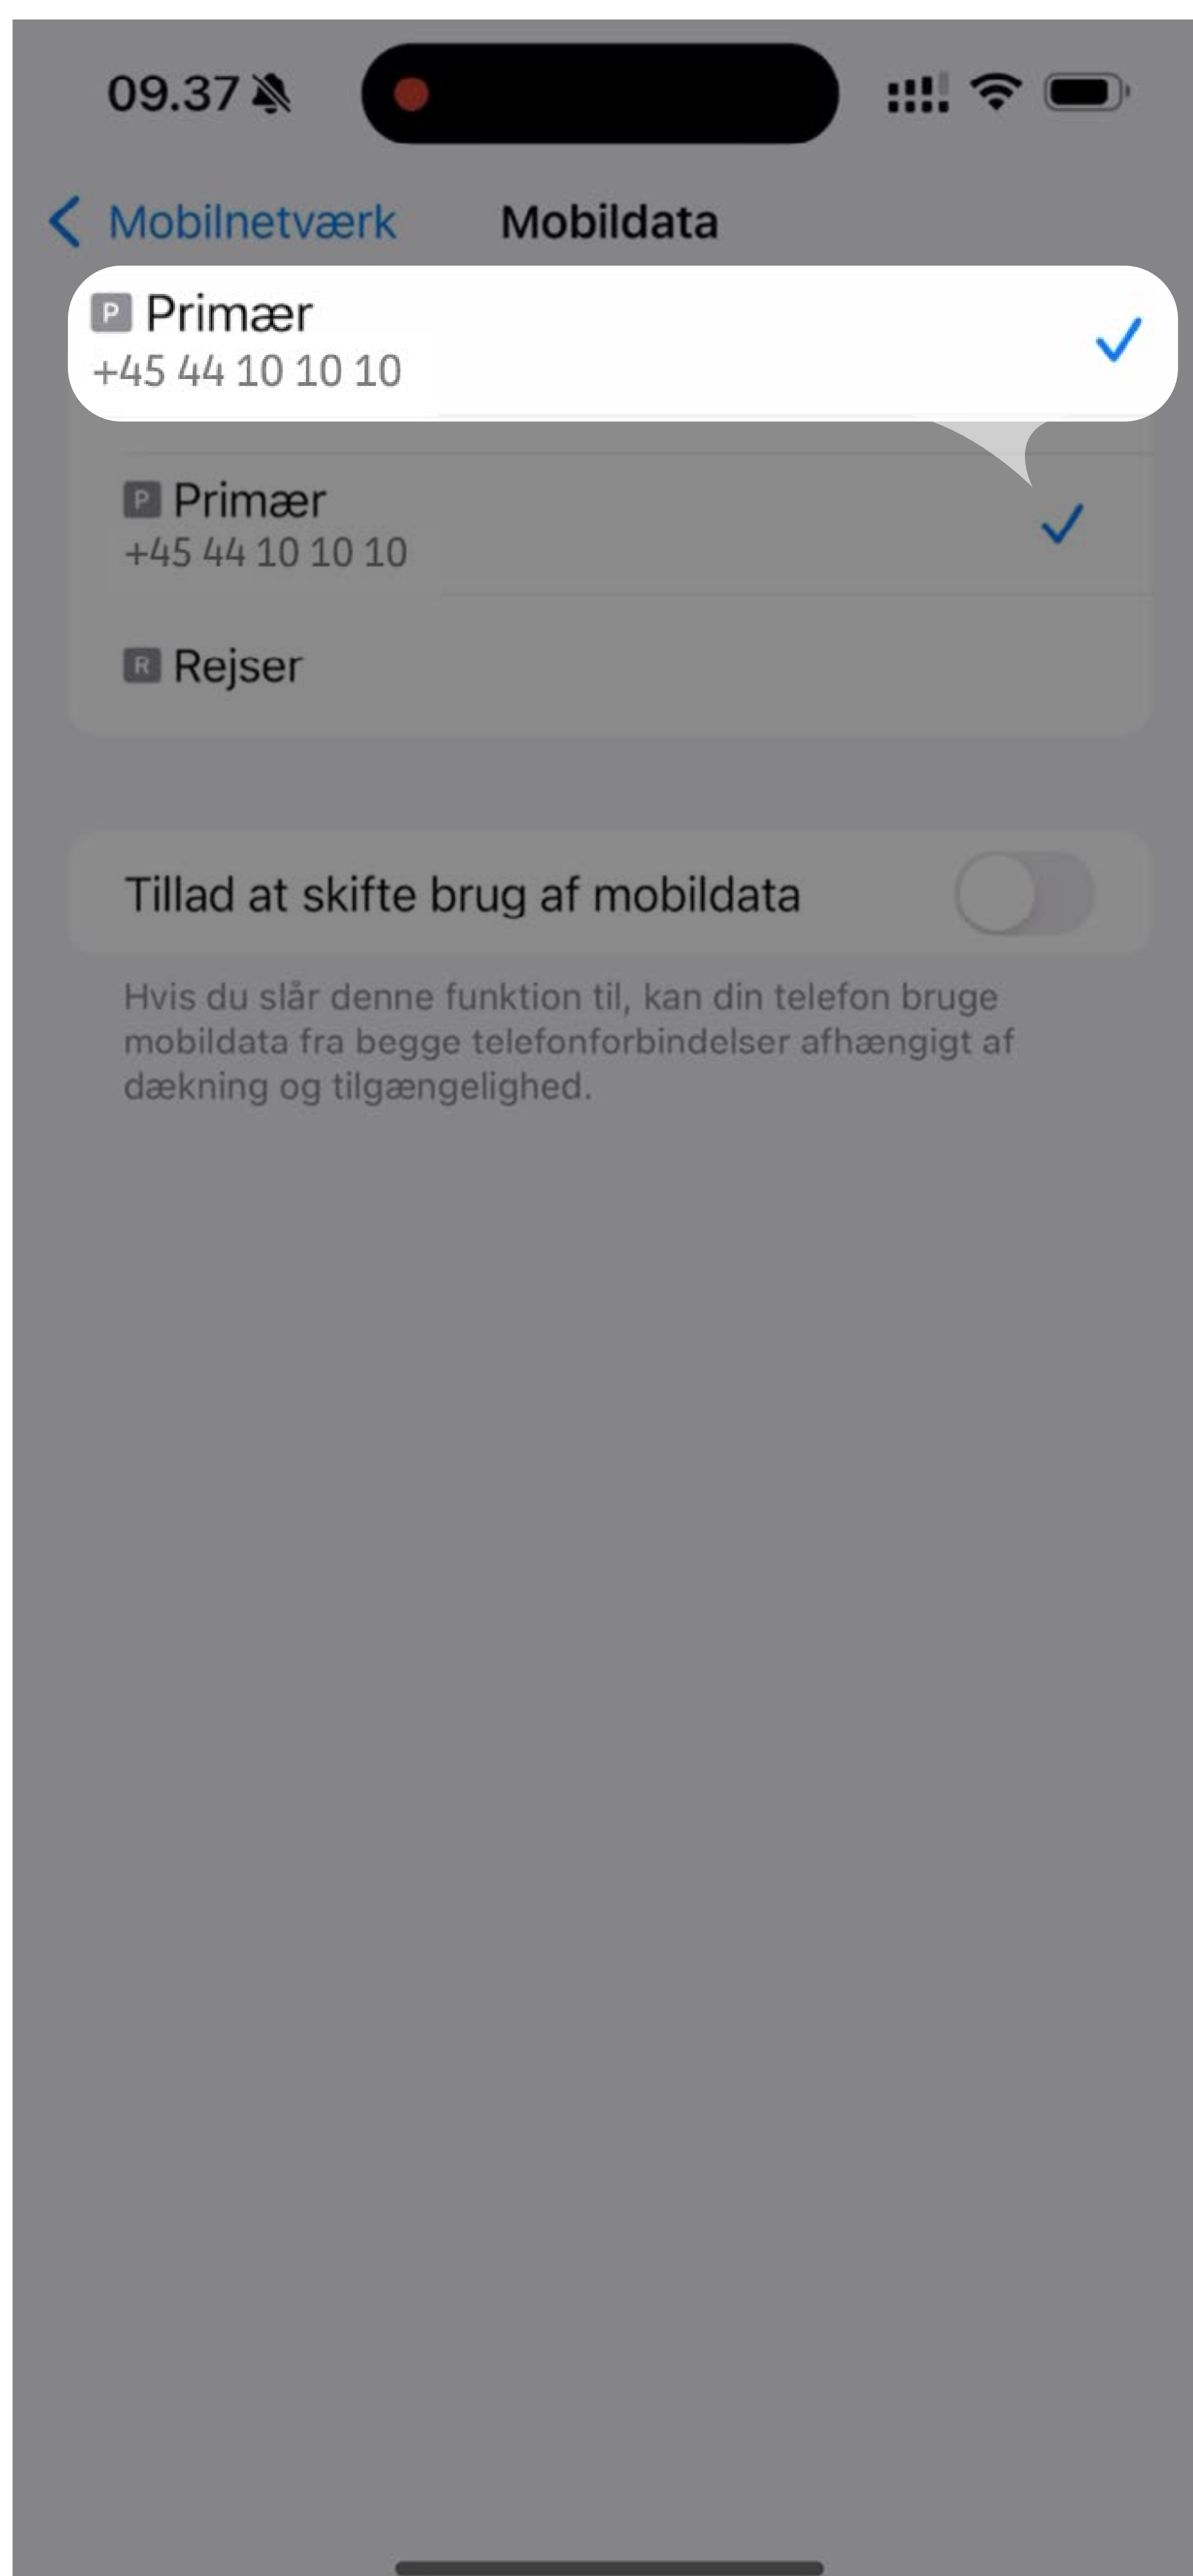 09.37
Mobilnetværk Mobildata
P Primær
+45 44 10 10 10
P Primær
+45 44 10 10 10
R Rejser
Tillad at skifte brug af mobildata
Hvis du slår denne funktion til, kan din telefon bruge
mobildata fra begge telefonforbindelser afhængigt af
dækning og tilgængelighed.